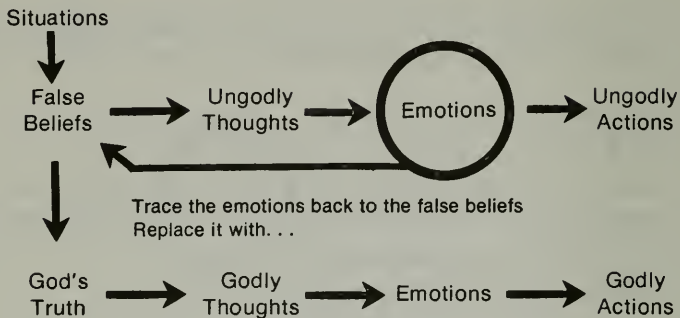 Situations
False
Beliefs
Ungodly
Thoughts
Emotions
Ungodly
Actions
Trace the emotions back to the false beliefs
Replace it with. . .
God's
Truth
Godly
Thoughts
Emotions
Godly
Actions